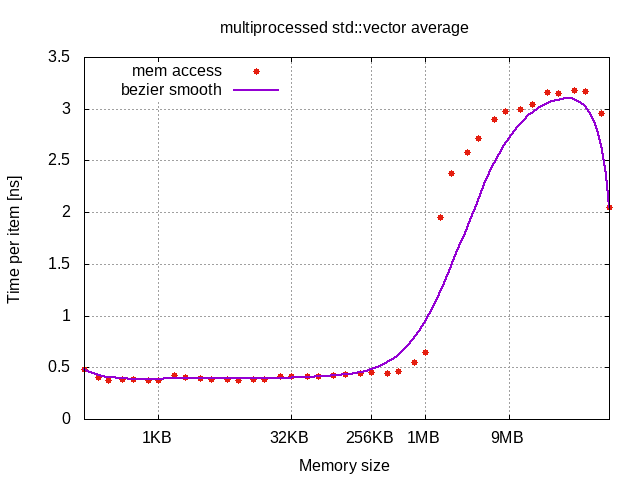 multiprocessed std::vector average
mem access
bezier smooth
3.5
3
2.5
2
1.5
1
0.5
0
Time per item [ns]
1KB 32KB 256KB 1MB 9MB
Memory size